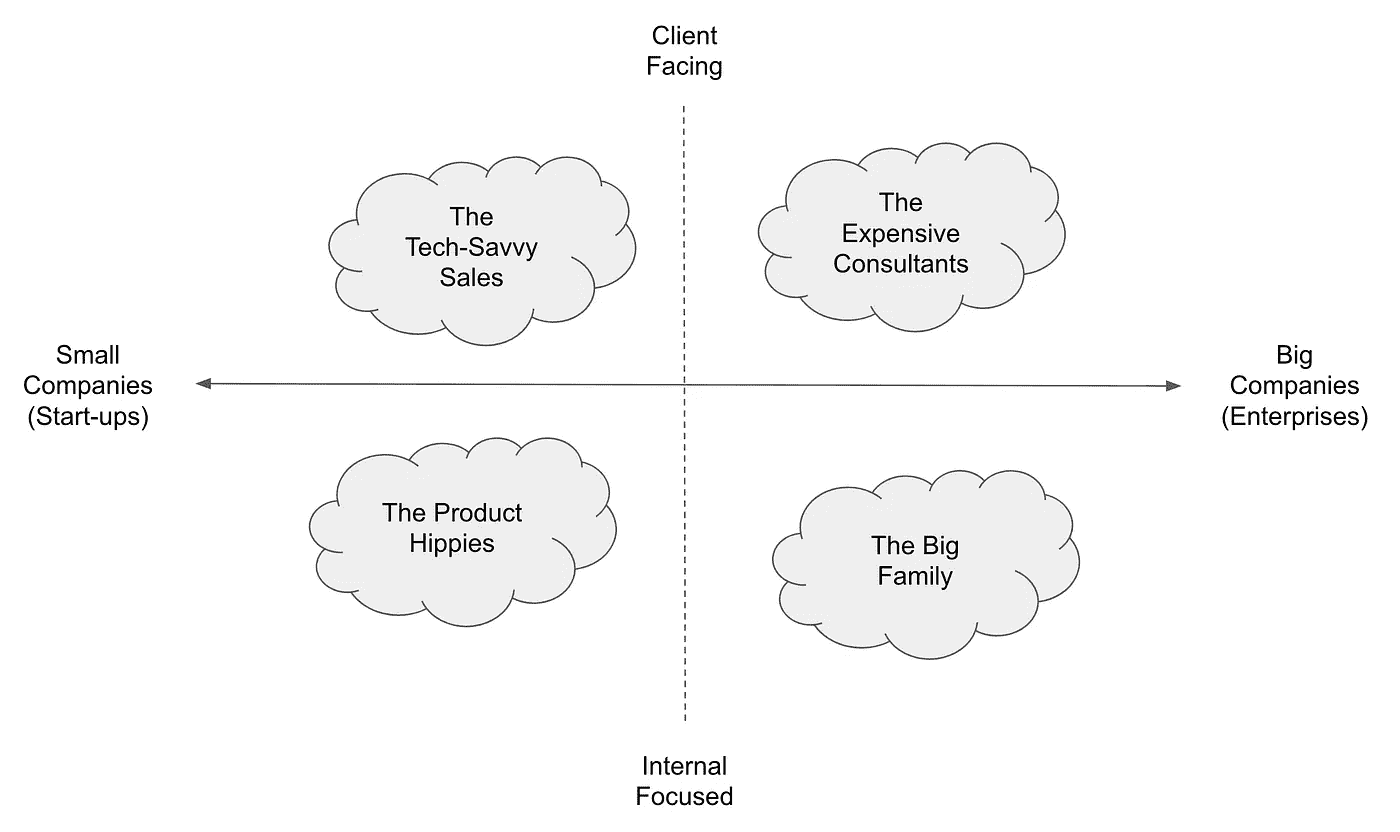 Client
Facing
The
Tech-Savvy
Sales
The
Expensive
Consultants
Small
Companies
(Start-ups)
Big
Companies
(Enterprises)
The Product
Hippies
The Big
Family
Internal
Focused